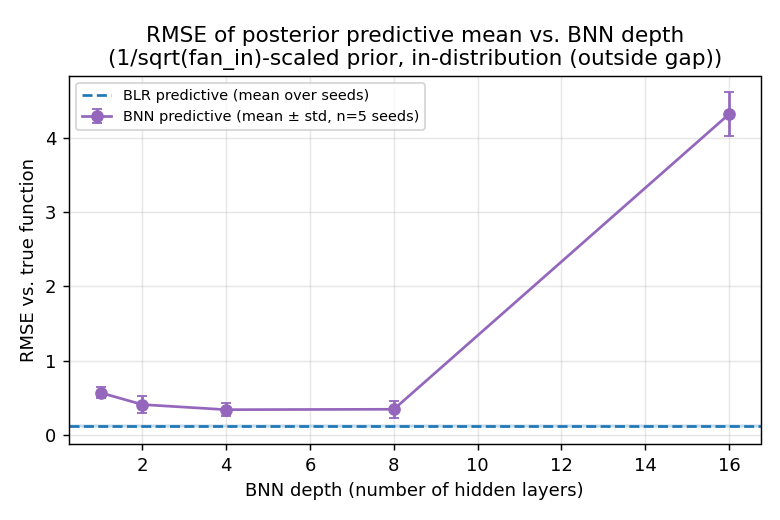 RMSE of posterior predictive mean vs. BNN depth
(1/sqrt(fan_in)-scaled prior, in-distribution (outside gap))
BLR predictive (mean over seeds)
BNN predictive (mean ± std, n=5 seeds)
RMSE vs. true function
4
3
2
1
0
2 4 6 8 10 12 14 16
BNN depth (number of hidden layers)